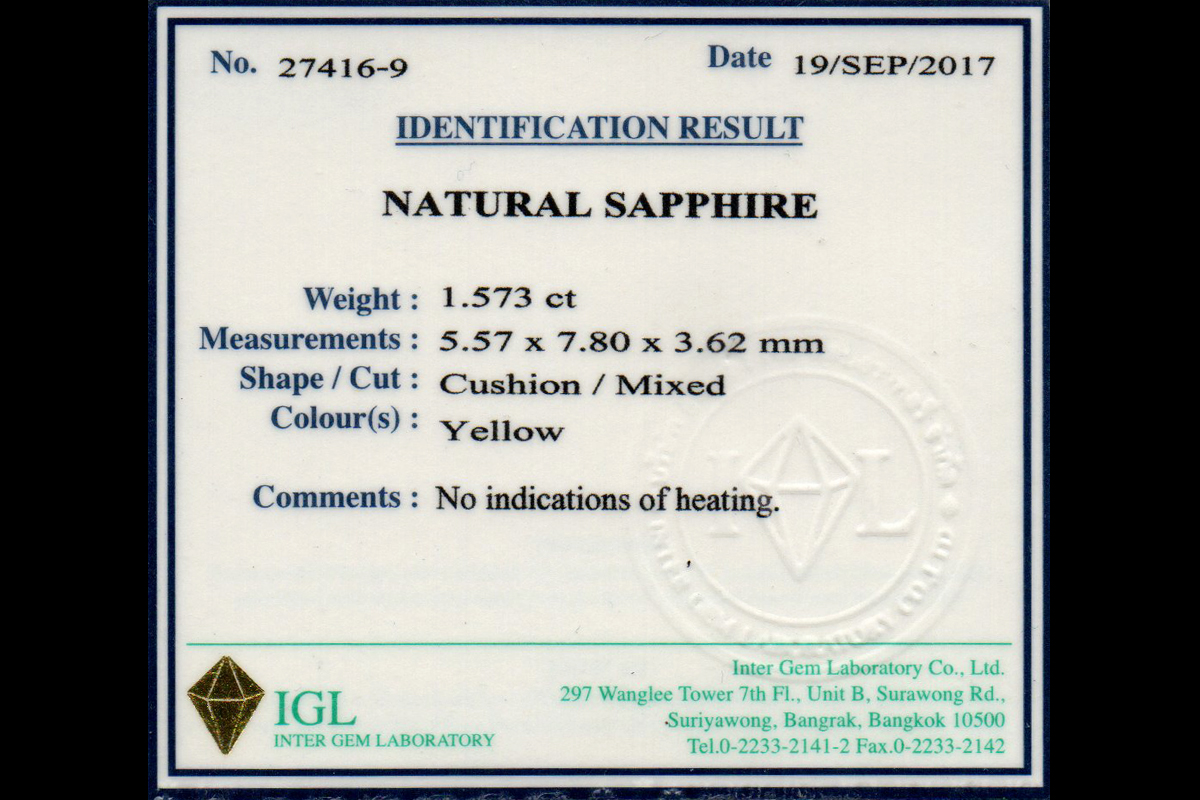 No. 27416-9 Date 19/SEP/2017
IDENTIFICATION RESULT
NATURAL SAPPHIRE
Weight : 1.573 ct
Measurements : 5.57 x 7.80 x 3.62 mm
Shape / Cut : Cushion / Mixed
Colour(s) : Yellow
Comments : No indications of heating.
I L
Inter Gem Laboratory Co., Ltd.
297 Wanglee Tower 7th Fl., Unit B, Surawong Rd.,
Suriyawong, Bangrak, Bangkok 10500
Tel.0-2233-2141-2 Fax.0-2233-2142
IGL
INTER GEM LABORATORY